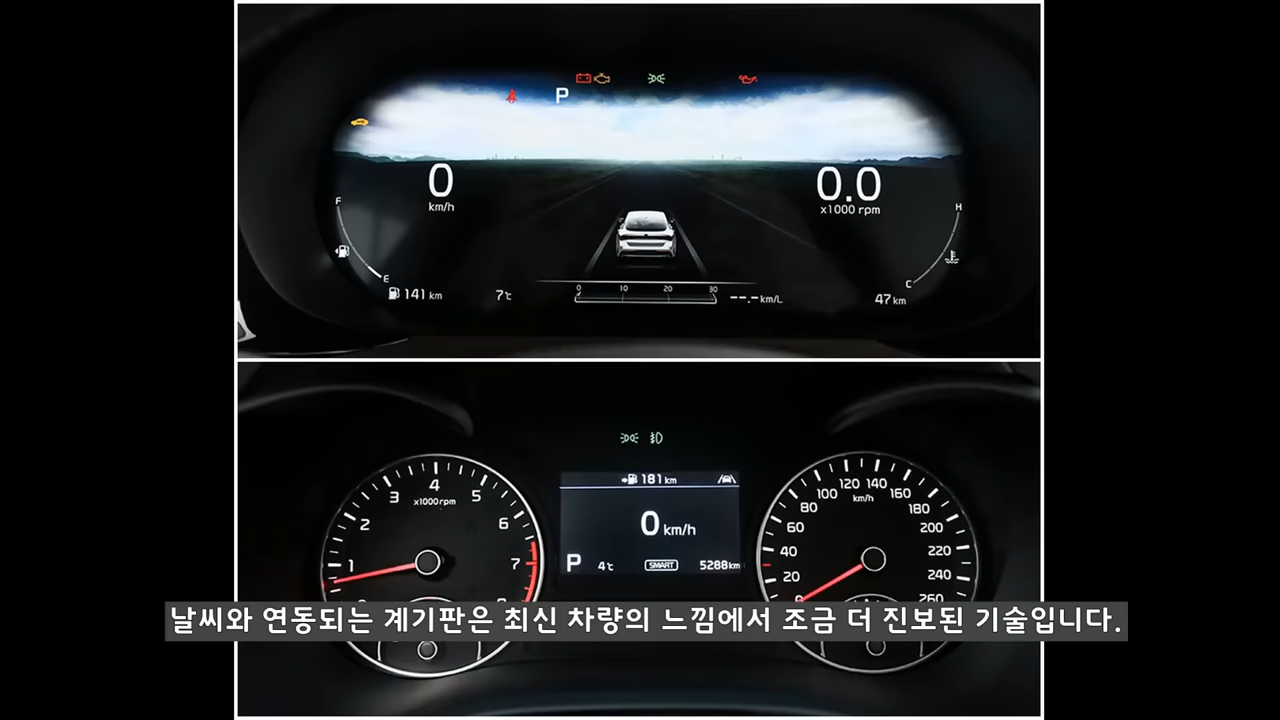 P
0
km/h
0.0
x1000 rpm
F
E
H
C
141 km
7℃
0 10 20 30
--.- km/L
47 km
181 km
0 km/h
P
4℃
SMART
5288 km
1
2
3
4
5
6
7
x1000rpm
20
40
60
80
100
120
140
160
180
200
220
240
260
km/h
날씨와 연동되는 계기판은 최신 차량의 느낌에서 조금 더 진보된 기술입니다.